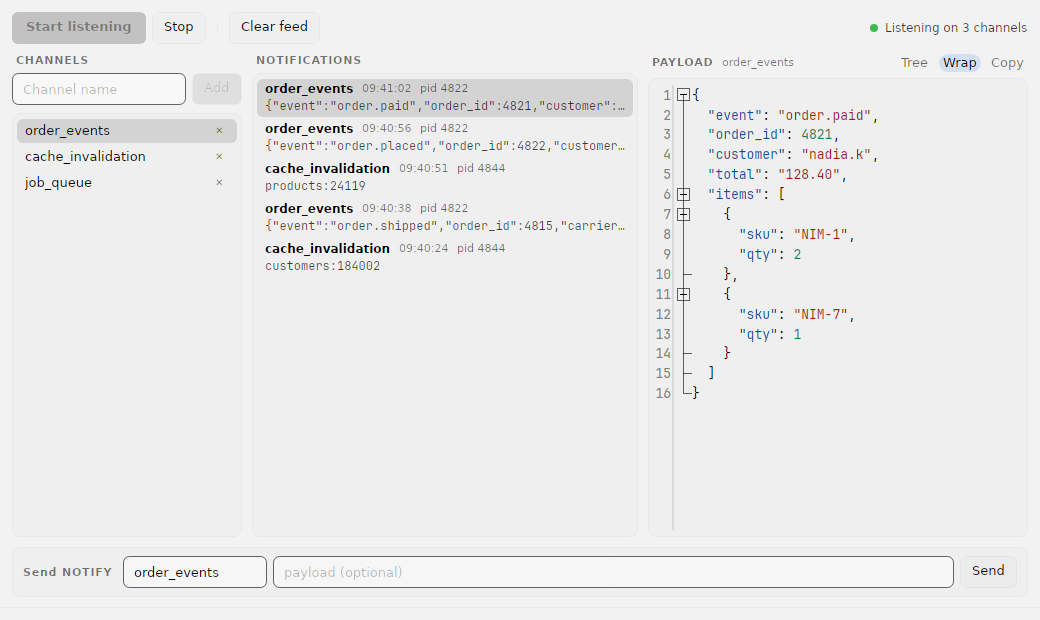 Start listening Stop Clear feed Listening on 3 channels
CHANNELS
Channel name Add
order_events ×
cache_invalidation ×
job_queue ×
NOTIFICATIONS
order_events 09:41:02 pid 4822
{"event":"order.paid","order_id":4821,"customer":…
order_events 09:40:56 pid 4822
{"event":"order.placed","order_id":4822,"customer…
cache_invalidation 09:40:51 pid 4844
products:24119
order_events 09:40:38 pid 4822
{"event":"order.shipped","order_id":4815,"carrier…
cache_invalidation 09:40:24 pid 4844
customers:184002
PAYLOAD order_events Tree Wrap Copy
1 {
2 "event": "order.paid",
3 "order_id": 4821,
4 "customer": "nadia.k",
5 "total": "128.40",
6 "items": [
7 {
8 "sku": "NIM-1",
9 "qty": 2
10 },
11 {
12 "sku": "NIM-7",
13 "qty": 1
14 }
15 ]
16 }
Send NOTIFY order_events payload (optional) Send